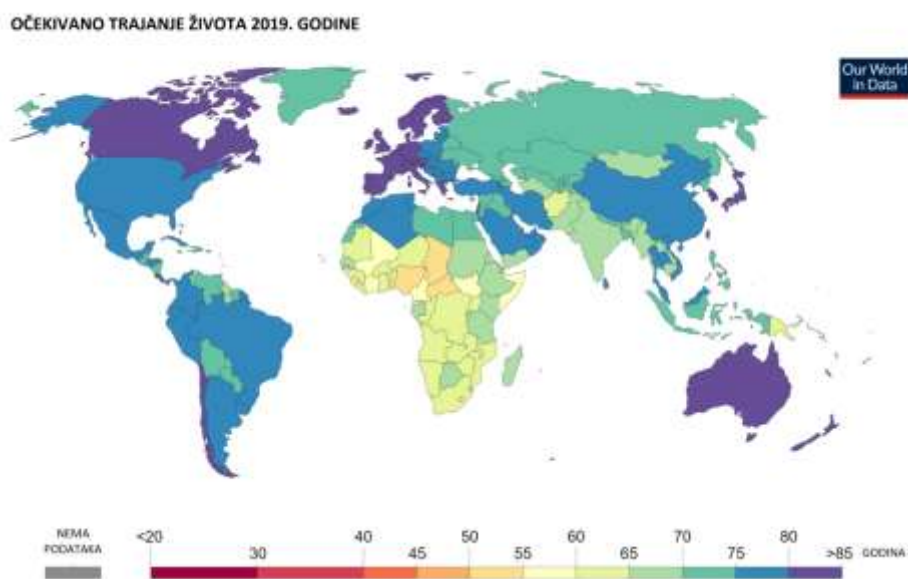 OČEKIVANO TRAJANJE ŽIVOTA 2019. GODINE
Our World
in Data
NEMA
PODATAKA
<20 40 50 60 70 80
30 45 55 65 75 >85 GODINA